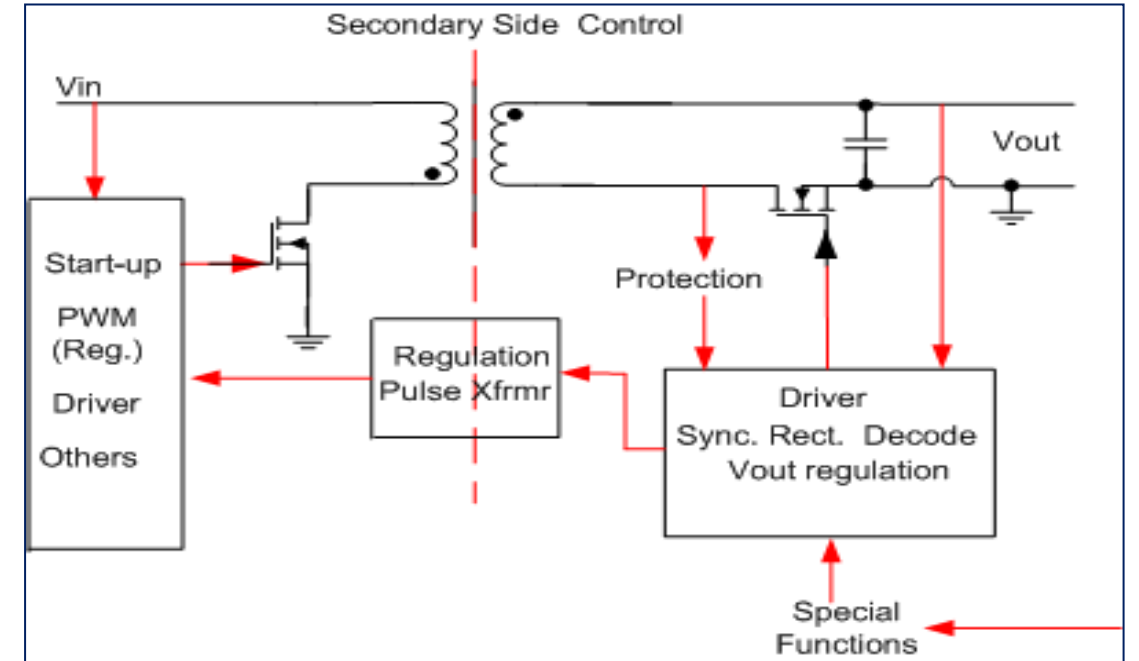 Secondary Side Control
Vin
Vout
Start-up
PWM
(Reg.)
Driver
Others
Protection
Regulation
Pulse Xfrmr
Driver
Sync. Rect. Decode
Vout regulation
Special
Functions